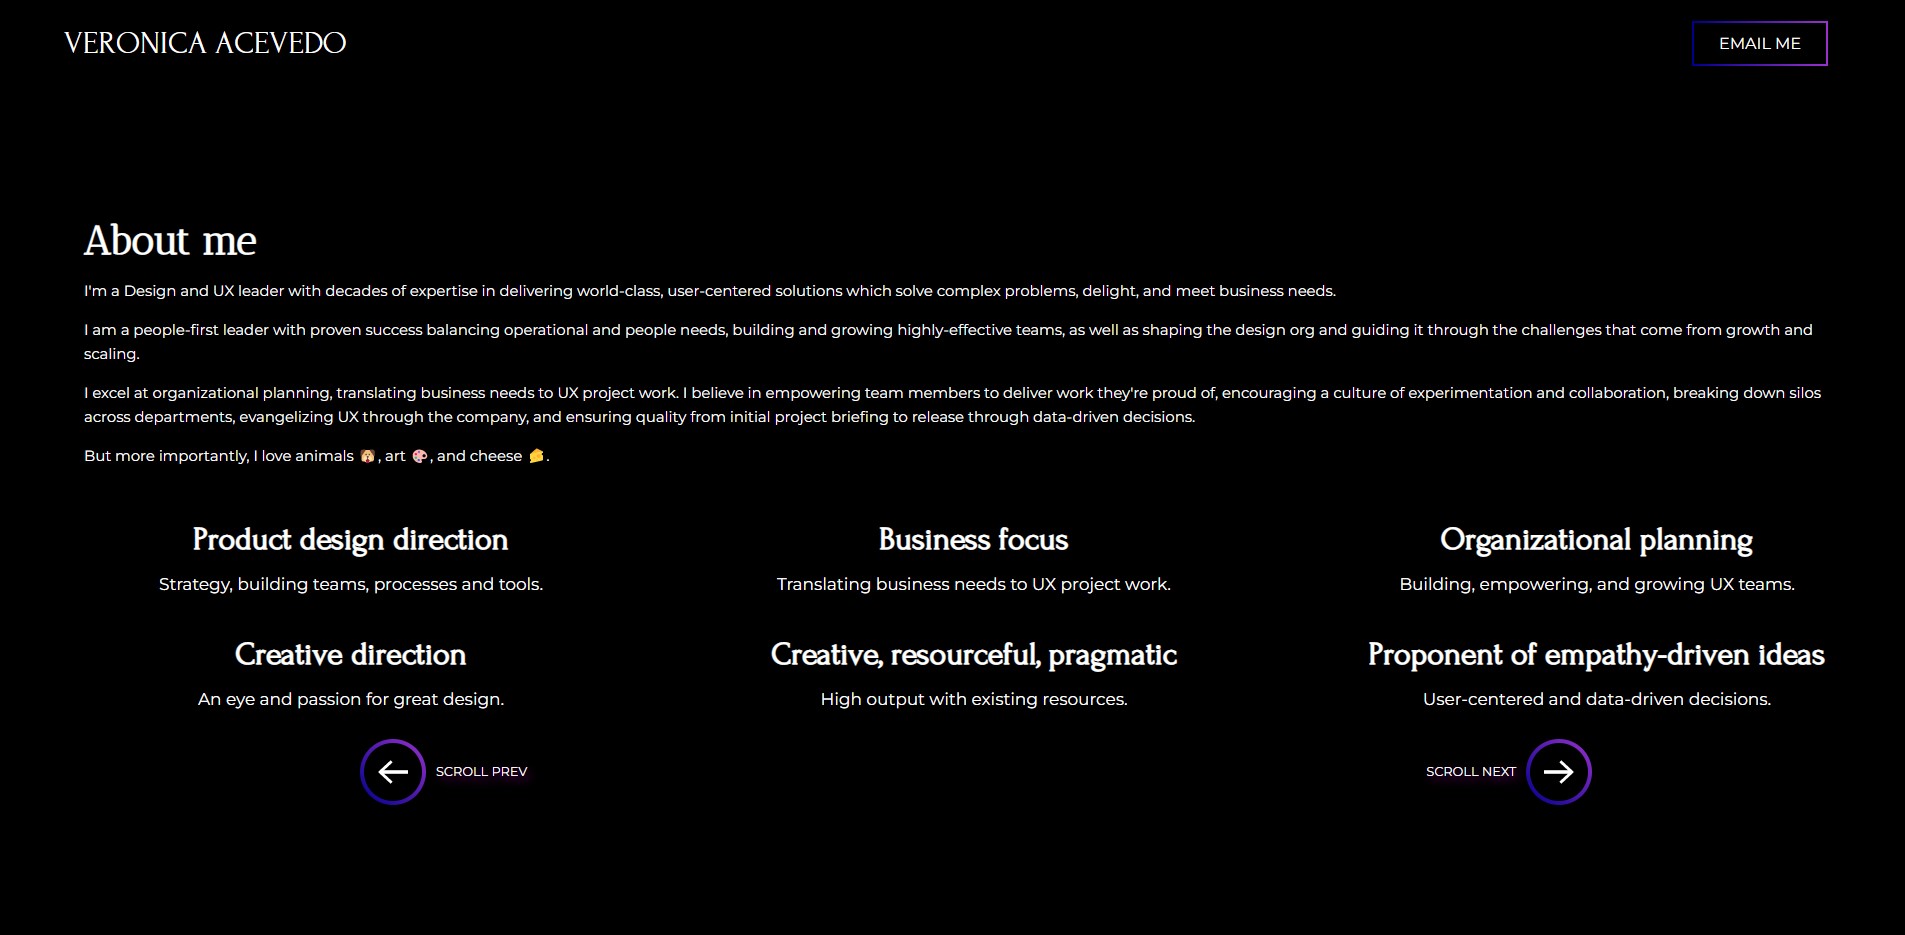 VERONICA ACEVEDO
EMAIL ME
About me
I'm a Design and UX leader with decades of expertise in delivering world-class, user-centered solutions which solve complex problems, delight, and meet business needs.
I am a people-first leader with proven success balancing operational and people needs, building and growing highly-effective teams, as well as shaping the design org and guiding it through the challenges that come from growth and
scaling.
I excel at organizational planning, translating business needs to UX project work. I believe in empowering team members to deliver work they're proud of, encouraging a culture of experimentation and collaboration, breaking down silos
across departments, evangelizing UX through the company, and ensuring quality from initial project briefing to release through data-driven decisions.
But more importantly, I love animals 🐶, art 🎨, and cheese 🧀.
Product design direction
Strategy, building teams, processes and tools.
Business focus
Translating business needs to UX project work.
Organizational planning
Building, empowering, and growing UX teams.
Creative direction
An eye and passion for great design.
Creative, resourceful, pragmatic
High output with existing resources.
Proponent of empathy-driven ideas
User-centered and data-driven decisions.
SCROLL PREV
SCROLL NEXT